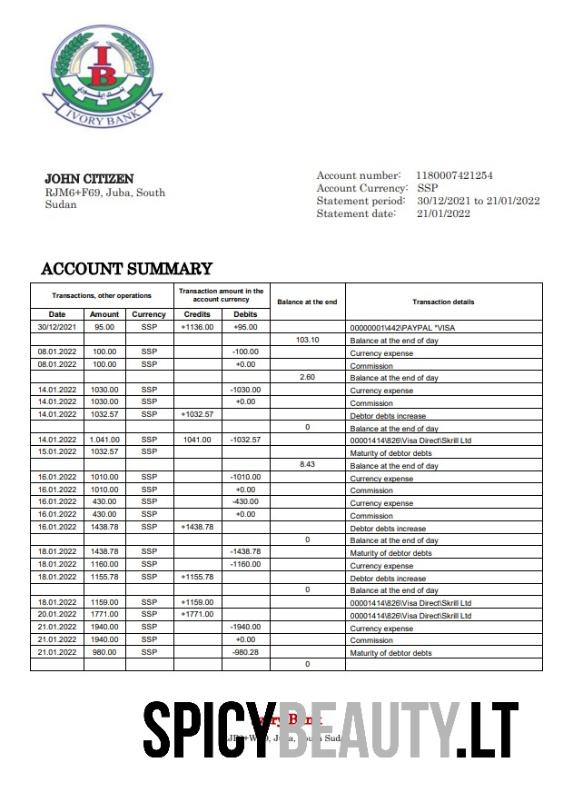 I
B
IVORY BANK
JOHN CITIZEN
RJM6+F69, Juba, South
Sudan
Account number: 1180007421254
Account Currency: SSP
Statement period: 30/12/2021 to 21/01/2022
Statement date: 21/01/2022
ACCOUNT SUMMARY
Transactions, other operations Transaction amount in the account currency Balance at the end Transaction details
Date Amount Currency Credits Debits
30/12/2021 95.00 SSP +1136.00 +95.00 00000001\442\PAYPAL *VISA
103.10 Balance at the end of day
08.01.2022 100.00 SSP -100.00 Currency expense
08.01.2022 100.00 SSP +0.00 Commission
2.60 Balance at the end of day
14.01.2022 1030.00 SSP -1030.00 Currency expense
14.01.2022 1030.00 SSP +0.00 Commission
14.01.2022 1032.57 SSP +1032.57 Debtor debts increase
0 Balance at the end of day
14.01.2022 1.041.00 SSP 1041.00 -1032.57 00001414\826\Visa Direct\Skrill Ltd
15.01.2022 1032.57 SSP Maturity of debtor debts
8.43 Balance at the end of day
16.01.2022 1010.00 SSP -1010.00 Currency expense
16.01.2022 1010.00 SSP +0.00 Commission
16.01.2022 430.00 SSP -430.00 Currency expense
16.01.2022 430.00 SSP +0.00 Commission
16.01.2022 1438.78 SSP +1438.78 Debtor debts increase
0 Balance at the end of day
18.01.2022 1438.78 SSP -1438.78 Maturity of debtor debts
18.01.2022 1160.00 SSP -1160.00 Currency expense
18.01.2022 1155.78 SSP +1155.78 Debtor debts increase
0 Balance at the end of day
18.01.2022 1159.00 SSP +1159.00 00001414\826\Visa Direct\Skrill Ltd
20.01.2022 1771.00 SSP +1771.00 00001414\826\Visa Direct\Skrill Ltd
21.01.2022 1940.00 SSP -1940.00 Currency expense
21.01.2022 1940.00 SSP +0.00 Commission
21.01.2022 980.00 SSP -980.28 Maturity of debtor debts
0
SPICYBEAUTY.LT